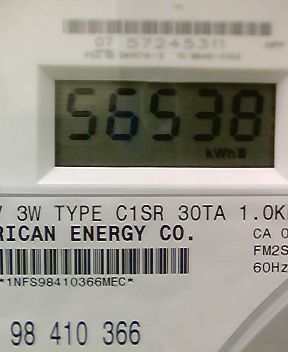 07 57245311
56538
kWh
3W TYPE C1SR 30TA 1.0K
RICAN ENERGY CO.
CA 0
FM2S
60Hz
*1NFS98410366MEC*
98 410 366